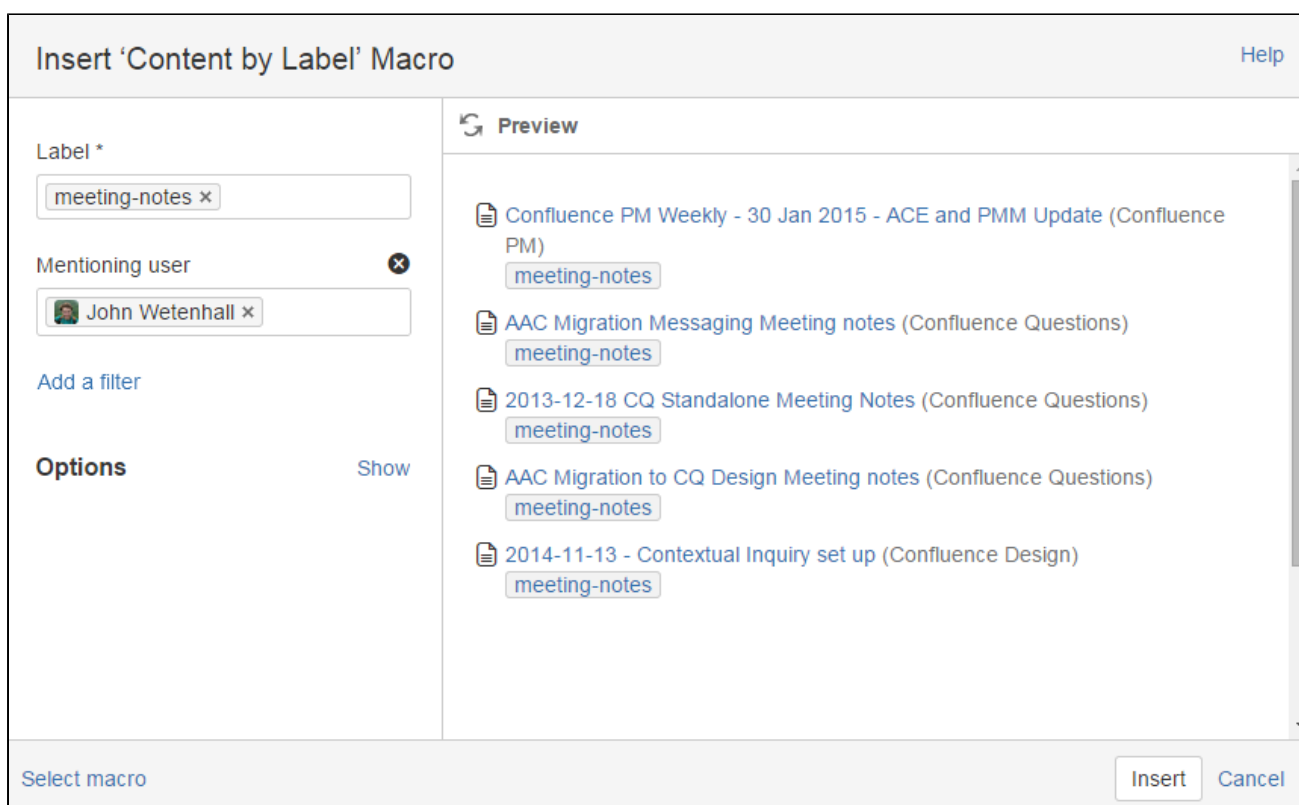 Insert ‘Content by Label’ Macro
Help
Label *
meeting-notes ×
Mentioning user
John Wetenhall ×
Add a filter
Options
Show
Preview
Confluence PM Weekly - 30 Jan 2015 - ACE and PMM Update (Confluence
PM)
meeting-notes
AAC Migration Messaging Meeting notes (Confluence Questions)
meeting-notes
2013-12-18 CQ Standalone Meeting Notes (Confluence Questions)
meeting-notes
AAC Migration to CQ Design Meeting notes (Confluence Questions)
meeting-notes
2014-11-13 - Contextual Inquiry set up (Confluence Design)
meeting-notes
Select macro
Insert
Cancel